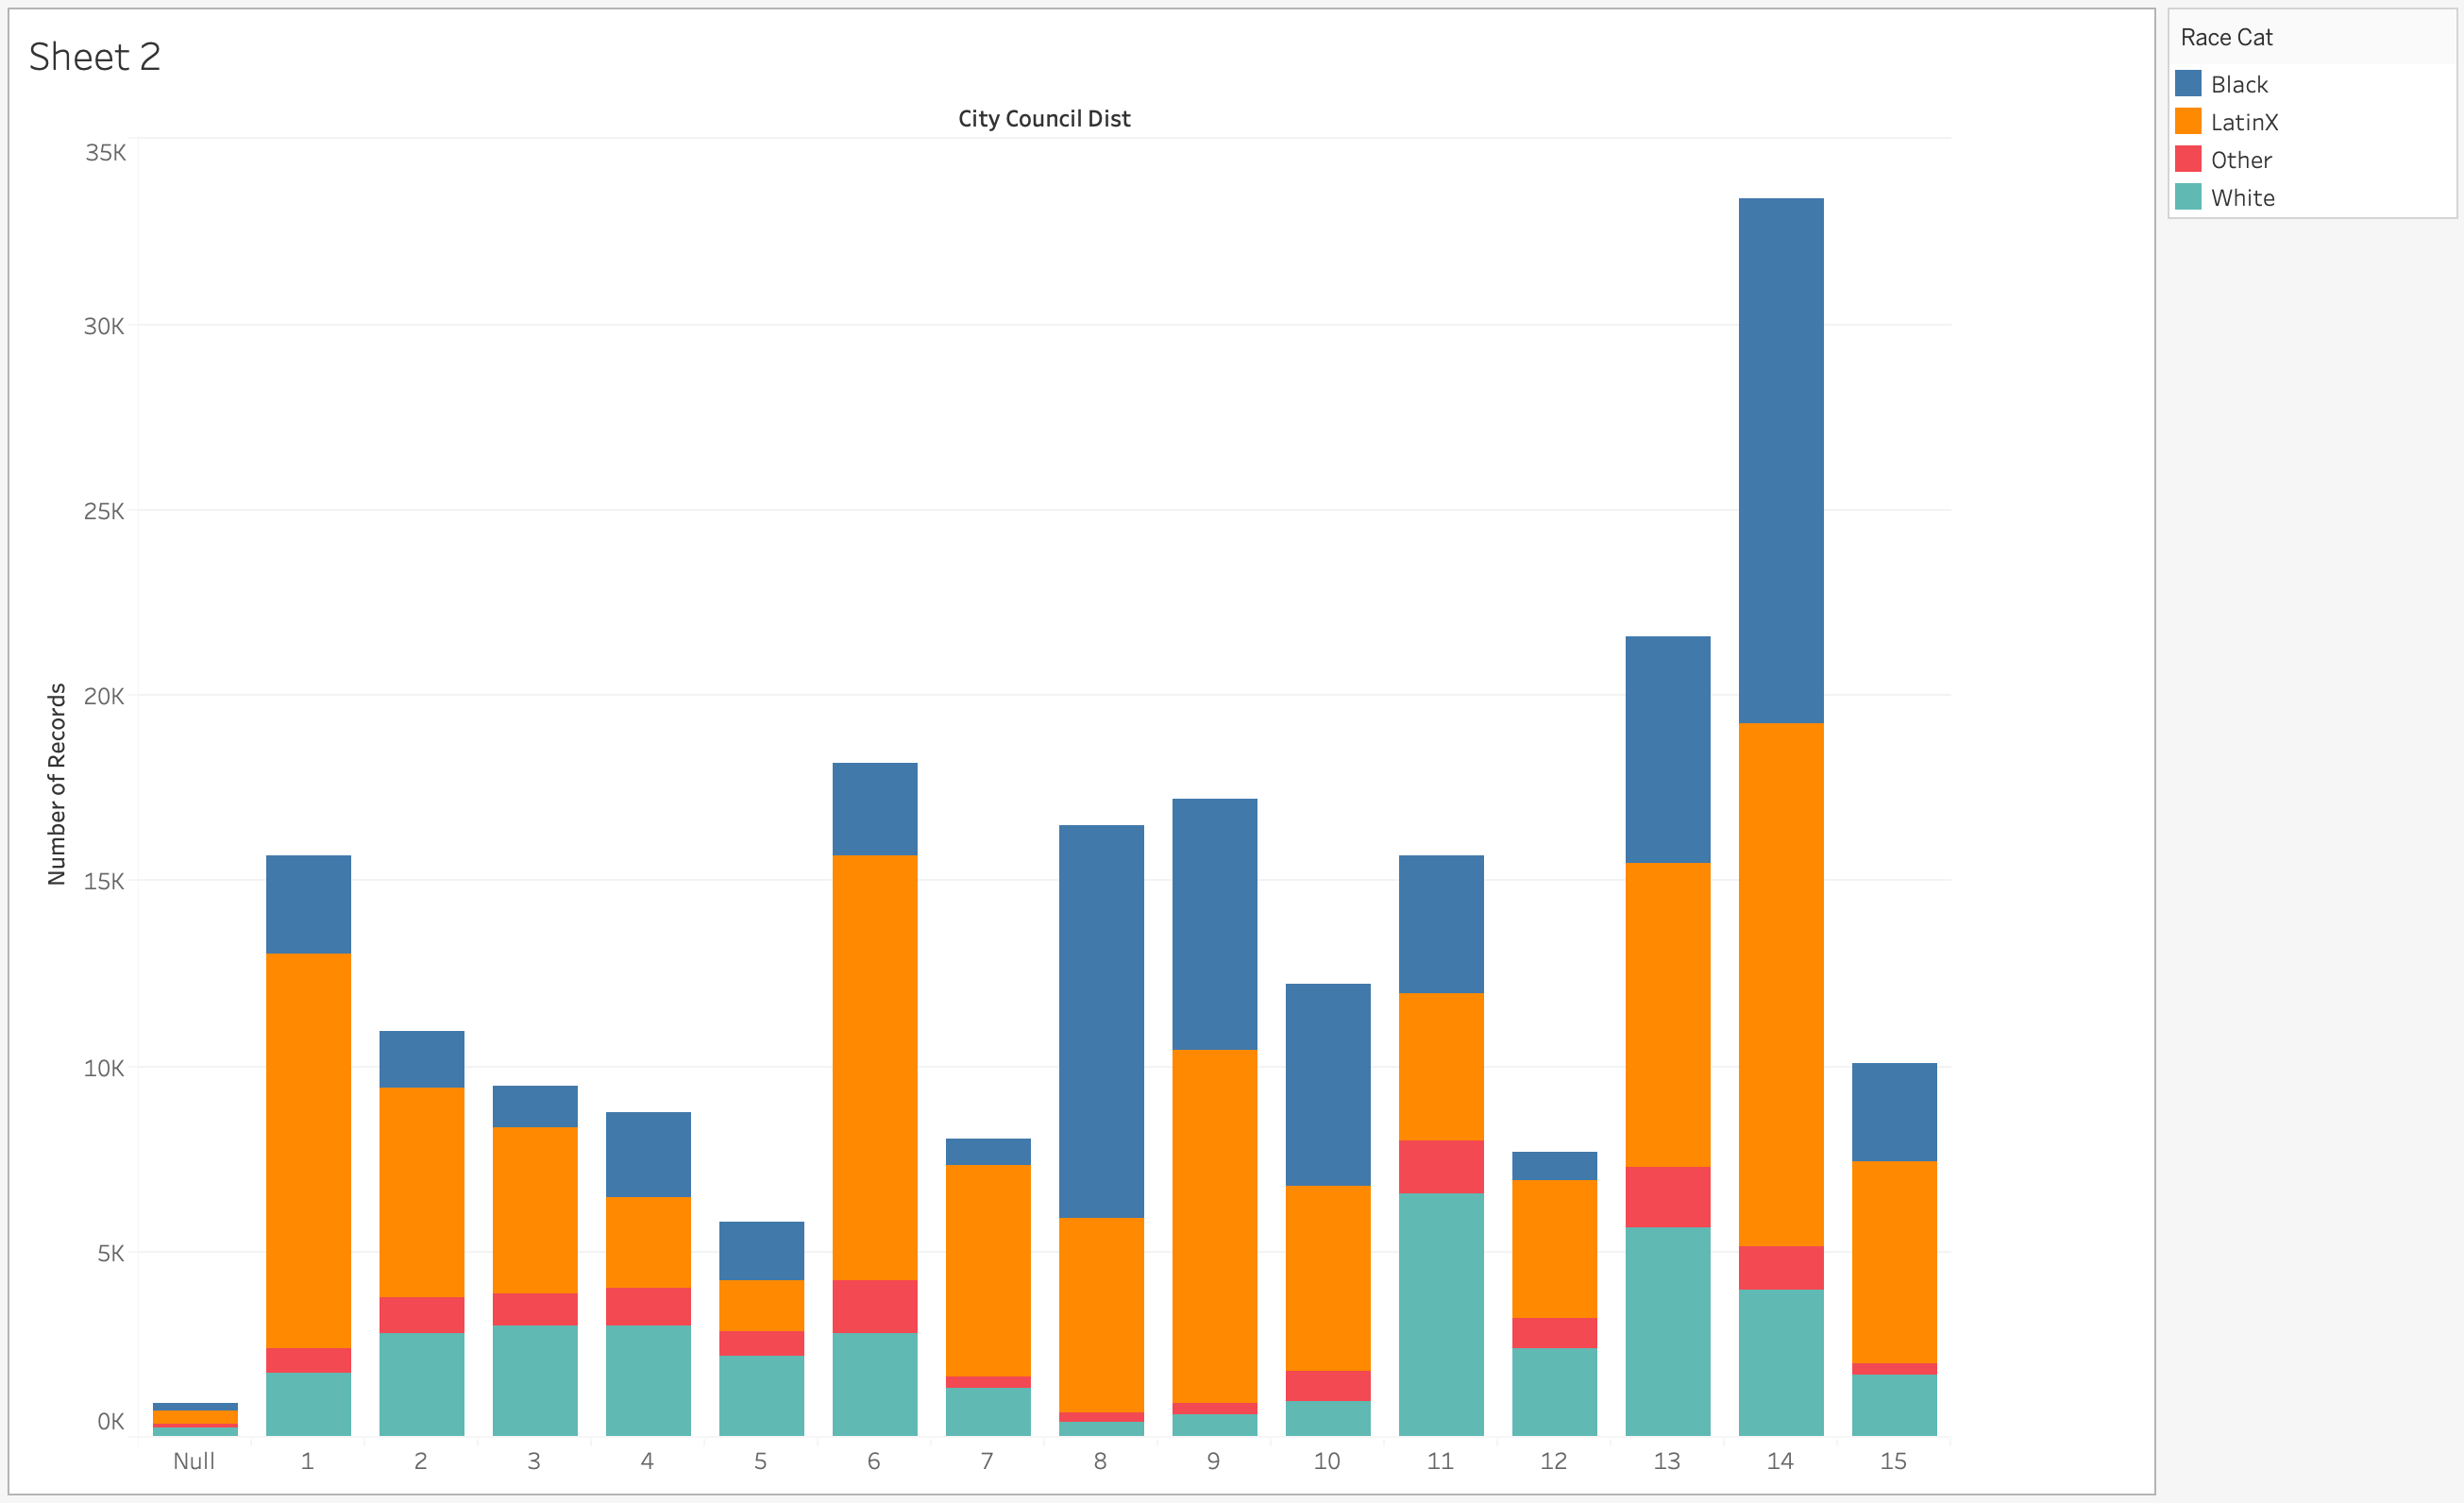 Sheet 2
City Council Dist
35K
30K
25K
20K
15K
10K
5K
0K
Number of Records
Null 1 2 3 4 5 6 7 8 9 10 11 12 13 14 15
Race Cat
Black
LatinX
Other
White